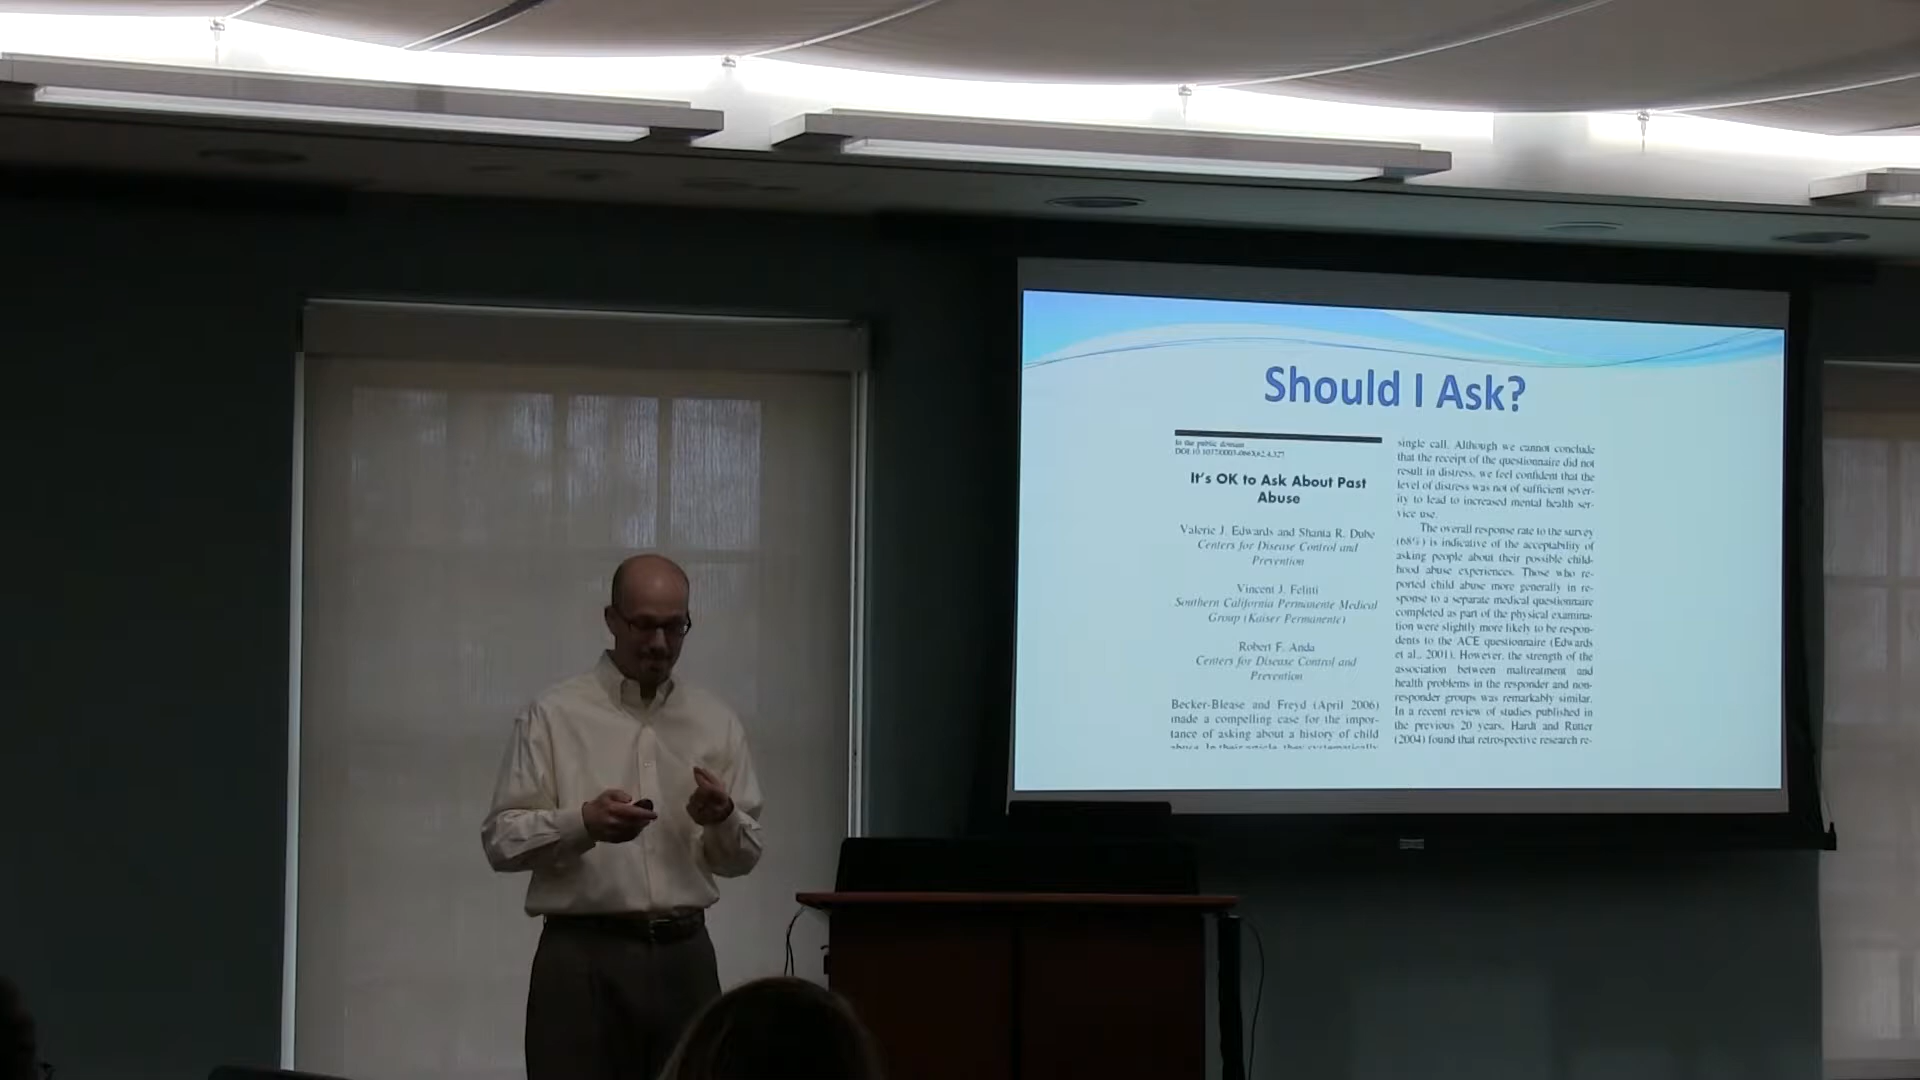 Should I Ask?
In the public domain
It's OK to Ask About Past
Abuse
Valerie J. Edwards and Shanta R. Dube
Centers for Disease Control and
Prevention
Vincent J. Felitti
Southern California Permanente Medical
Group (Kaiser Permanente)
Robert F. Anda
Centers for Disease Control and
Prevention
Becker-Blease and Freyd (April 2006)
made a compelling case for the impor-
tance of asking about a history of child
abuse. In their article, they systematically
single call. Although we cannot conclude
that the receipt of the questionnaire did not
result in distress, we feel confident that the
level of distress was not of sufficient sever-
ity to lead to increased mental health ser-
vice use.
The overall response rate to the survey
(68%) is indicative of the acceptability of
asking people about their possible child-
hood abuse experiences. Those who re-
ported child abuse more generally in re-
sponse to a separate medical questionnaire
completed as part of the physical examina-
tion were slightly more likely to be respon-
dents to the ACE questionnaire (Edwards
et al., 2001). However, the strength of the
association between maltreatment and
health problems in the responder and non-
responder groups was remarkably similar.
In a recent review of studies published in
the previous 20 years, Hardt and Rutter
(2004) found that retrospective research re-